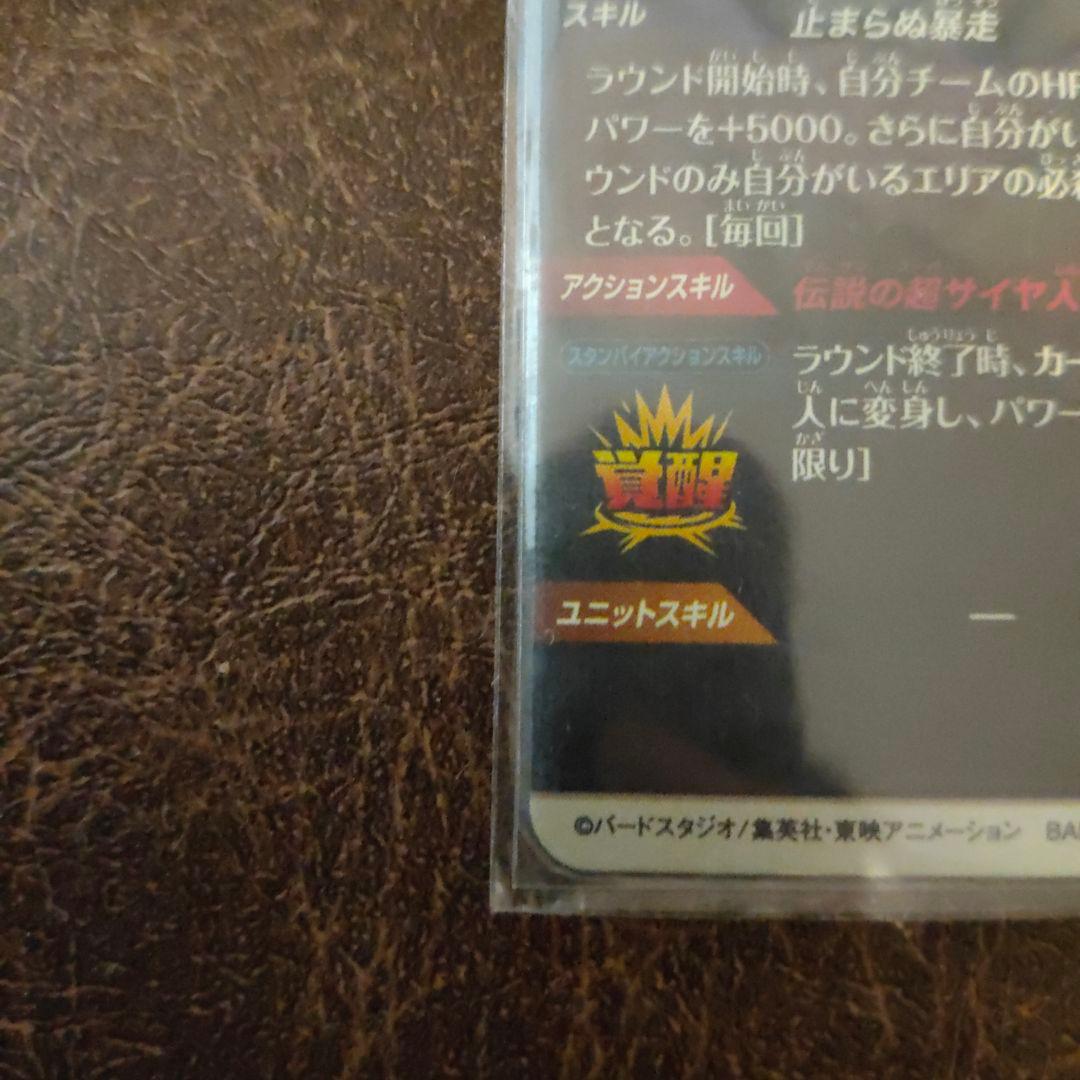 スキル 止まらぬ暴走
ラウンド開始時、自分チームのHP
パワーを+5000。さらに自分がい
ウンドのみ自分がいるエリアの必殺
となる。[毎回]
アクションスキル 伝説の超サイヤ人
スタンバイアクションスキル ラウンド終了時、カー
人に変身し、パワー
限り]
覚醒
ユニットスキル —
©バードスタジオ/集英社・東映アニメーション BA